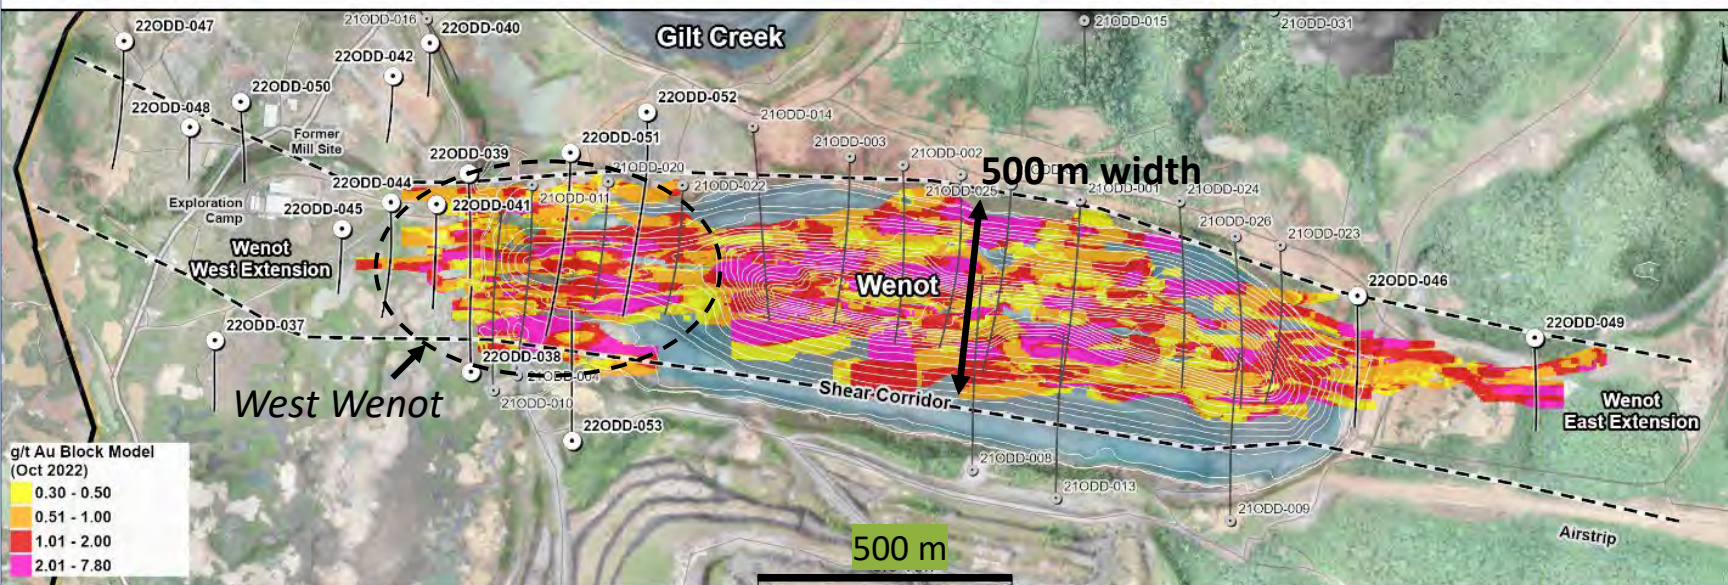 22ODD-047
21ODD-016
22ODD-040
Gilt Creek
21ODD-015
21ODD-031
22ODD-042
22ODD-050
22ODD-052
22ODD-048
21ODD-014
Former
Mill Site
22ODD-051
22ODD-039
21ODD-003
21ODD-002
500 m width
21ODD-020
22ODD-044
21ODD-022
21ODD-025
21ODD-001
21ODD-024
Exploration
Camp
22ODD-045
22ODD-041
21ODD-011
21ODD-026
21ODD-023
Wenot
West Extension
Wenot
22ODD-046
22ODD-037
22ODD-049
22ODD-038
21ODD-004
West Wenot
21ODD-010
Shear Corridor
Wenot
East Extension
22ODD-053
21ODD-008
21ODD-013
21ODD-009
Airstrip
g/t Au Block Model
(Oct 2022)
0.30 - 0.50
0.51 - 1.00
1.01 - 2.00
2.01 - 7.80
500 m